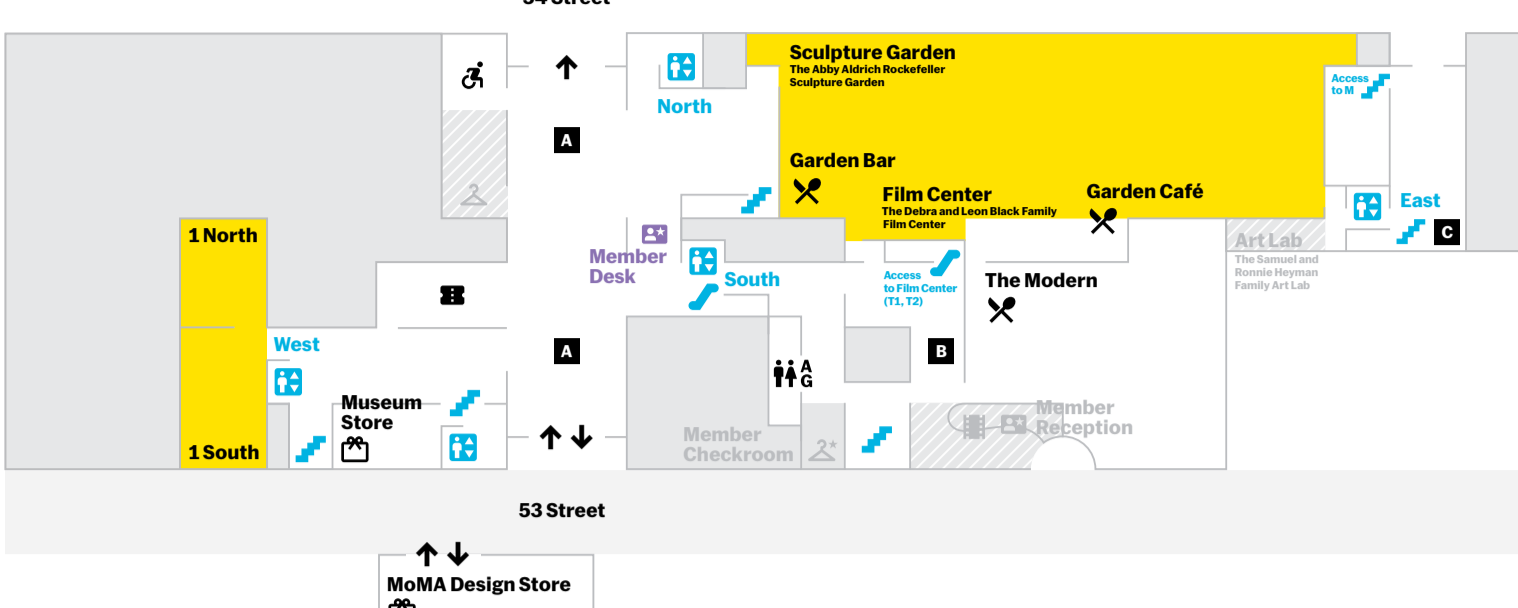 54 Street
Sculpture Garden
The Abby Aldrich Rockefeller
Sculpture Garden
Access
to M
North
A
Garden Bar
Film Center
The Debra and Leon Black Family
Film Center
Garden Café
East
C
1 North
Member
Desk
South
Access
to Film Center
(T1, T2)
The Modern
Art Lab
The Samuel and
Ronnie Heyman
Family Art Lab
West
A
B
A
G
Museum
Store
1 South
Member
Checkroom
Member
Reception
53 Street
MoMA Design Store